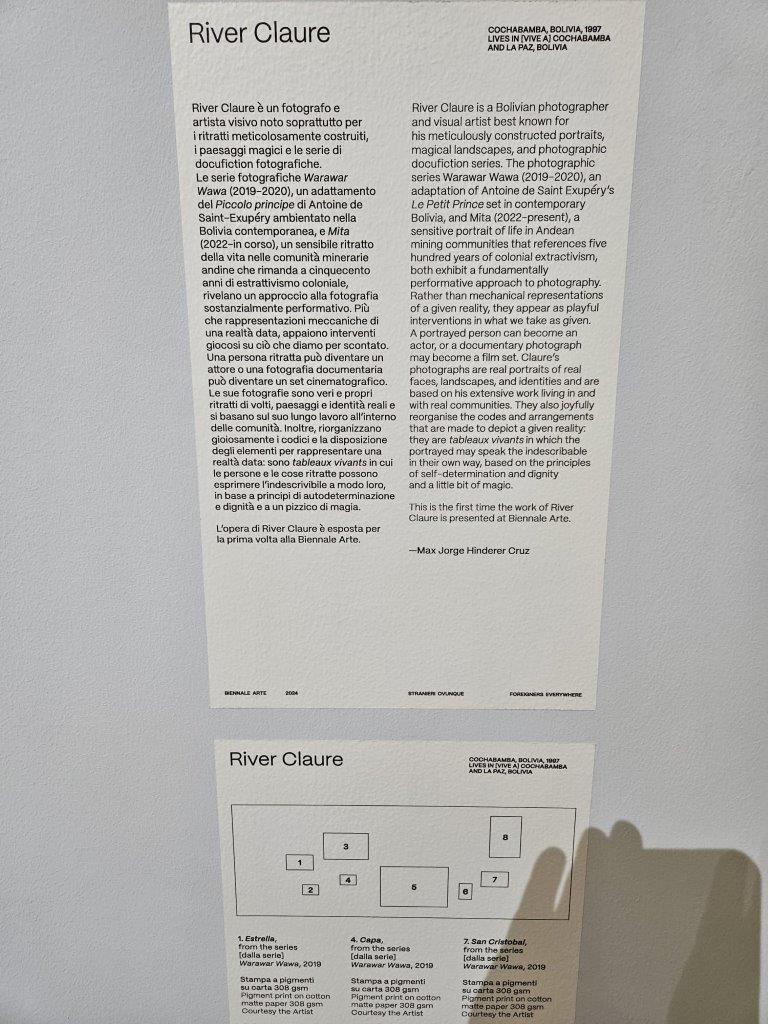 River Claure
COCHABAMBA, BOLIVIA, 1997
LIVES IN [VIVE A] COCHABAMBA
AND LA PAZ, BOLIVIA
River Claure è un fotografo e
artista visivo noto soprattutto per
i ritratti meticolosamente costruiti,
i paesaggi magici e le serie di
docufiction fotografiche.
Le serie fotografiche Warawar
Wawa (2019–2020), un adattamento
del Piccolo principe di Antoine de
Saint-Exupéry ambientato nella
Bolivia contemporanea, e Mita
(2022–in corso), un sensibile ritratto
della vita nelle comunità minerarie
andine che rimanda a cinquecento
anni di estrattivismo coloniale,
rivelano un approccio alla fotografia
sostanzialmente performativo. Più
che rappresentazioni meccaniche di
una realtà data, appaiono interventi
giocosi su ciò che diamo per scontato.
Una persona ritratta può diventare un
attore o una fotografia documentaria
può diventare un set cinematografico.
Le sue fotografie sono veri e propri
ritratti di volti, paesaggi e identità reali e
si basano sul suo lungo lavoro all'interno
delle comunità. Inoltre, riorganizzano
gioiosamente i codici e la disposizione
degli elementi per rappresentare una
realtà data: sono tableaux vivants in cui
le persone e le cose ritratte possono
esprimere l'indescrivibile a modo loro,
in base a principi di autodeterminazione
e dignità e a un pizzico di magia.
L'opera di River Claure è esposta per
la prima volta alla Biennale Arte.
River Claure is a Bolivian photographer
and visual artist best known for
his meticulously constructed portraits,
magical landscapes, and photographic
docufiction series. The photographic
series Warawar Wawa (2019–2020), an
adaptation of Antoine de Saint Exupéry's
Le Petit Prince set in contemporary
Bolivia, and Mita (2022–present), a
sensitive portrait of life in Andean
mining communities that references five
hundred years of colonial extractivism,
both exhibit a fundamentally
performative approach to photography.
Rather than mechanical representations
of a given reality, they appear as playful
interventions in what we take as given.
A portrayed person can become an
actor, or a documentary photograph
may become a film set. Claure's
photographs are real portraits of real
faces, landscapes, and identities and are
based on his extensive work living in and
with real communities. They also joyfully
reorganise the codes and arrangements
that are made to depict a given reality:
they are tableaux vivants in which the
portrayed may speak the indescribable
in their own way, based on the principles
of self-determination and dignity
and a little bit of magic.
This is the first time the work of River
Claure is presented at Biennale Arte.
—Max Jorge Hinderer Cruz
BIENNALE ARTE 2024 STRANIERI OVUNQUE FOREIGNERS EVERYWHERE
River Claure
COCHABAMBA, BOLIVIA, 1997
LIVES IN [VIVE A] COCHABAMBA
AND LA PAZ, BOLIVIA
1
2
3
4
5
6
7
8
1. Estrella,
from the series
[dalla serie]
Warawar Wawa, 2019
Stampa a pigmenti
su carta 308 gsm
Pigment print on cotton
matte paper 308 gsm
Courtesy the Artist
4. Capa,
from the series
[dalla serie]
Warawar Wawa, 2019
Stampa a pigmenti
su carta 308 gsm
Pigment print on cotton
matte paper 308 gsm
Courtesy the Artist
7. San Cristobal,
from the series
[dalla serie]
Warawar Wawa, 2019
Stampa a pigmenti
su carta 308 gsm
Pigment print on cotton
matte paper 308 gsm
Courtesy the Artist